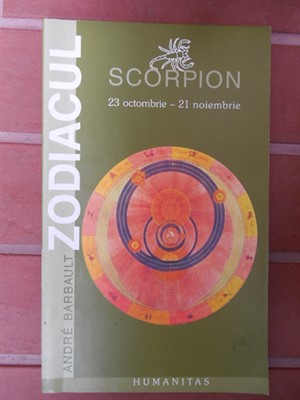 SCORPION
23 octombrie – 21 noiembrie
ZODIACUL
ANDRÉ BARBAULT
HUMANITAS